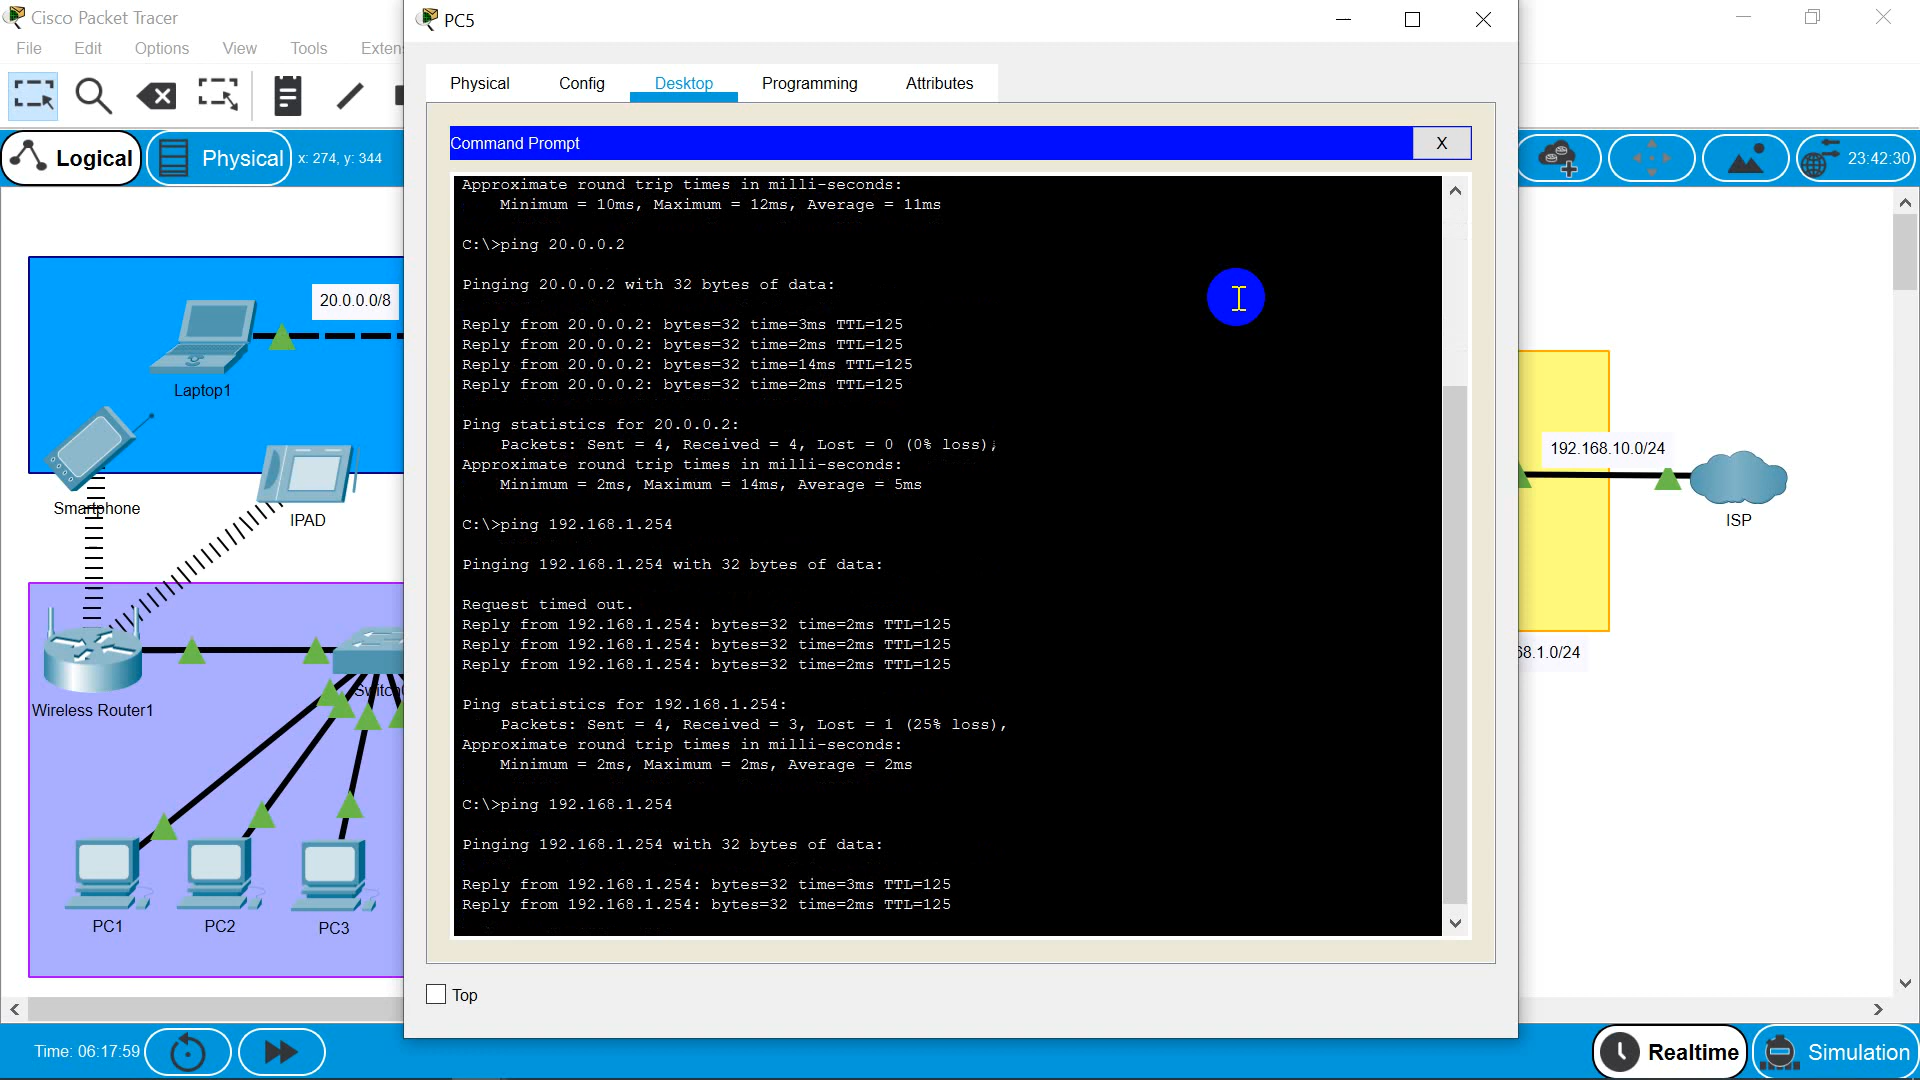 Cisco Packet Tracer
File Edit Options View Tools Exten
Logical
Physical
x: 274, y: 344
23:42:30
PC5
Physical Config Desktop Programming Attributes
Command Prompt
X
Approximate round trip times in milli-seconds:
Minimum = 10ms, Maximum = 12ms, Average = 11ms
C:\>ping 20.0.0.2
Pinging 20.0.0.2 with 32 bytes of data:
Reply from 20.0.0.2: bytes=32 time=3ms TTL=125
Reply from 20.0.0.2: bytes=32 time=2ms TTL=125
Reply from 20.0.0.2: bytes=32 time=14ms TTL=125
Reply from 20.0.0.2: bytes=32 time=2ms TTL=125
Ping statistics for 20.0.0.2:
Packets: Sent = 4, Received = 4, Lost = 0 (0% loss),
Approximate round trip times in milli-seconds:
Minimum = 2ms, Maximum = 14ms, Average = 5ms
C:\>ping 192.168.1.254
Pinging 192.168.1.254 with 32 bytes of data:
Request timed out.
Reply from 192.168.1.254: bytes=32 time=2ms TTL=125
Reply from 192.168.1.254: bytes=32 time=2ms TTL=125
Reply from 192.168.1.254: bytes=32 time=2ms TTL=125
Ping statistics for 192.168.1.254:
Packets: Sent = 4, Received = 3, Lost = 1 (25% loss),
Approximate round trip times in milli-seconds:
Minimum = 2ms, Maximum = 2ms, Average = 2ms
C:\>ping 192.168.1.254
Pinging 192.168.1.254 with 32 bytes of data:
Reply from 192.168.1.254: bytes=32 time=3ms TTL=125
Reply from 192.168.1.254: bytes=32 time=2ms TTL=125
Top
20.0.0.0/8
Laptop1
Smartphone
IPAD
Wireless Router1
Switch
PC1
PC2
PC3
192.168.10.0/24
ISP
68.1.0/24
Time: 06:17:59
Realtime
Simulation